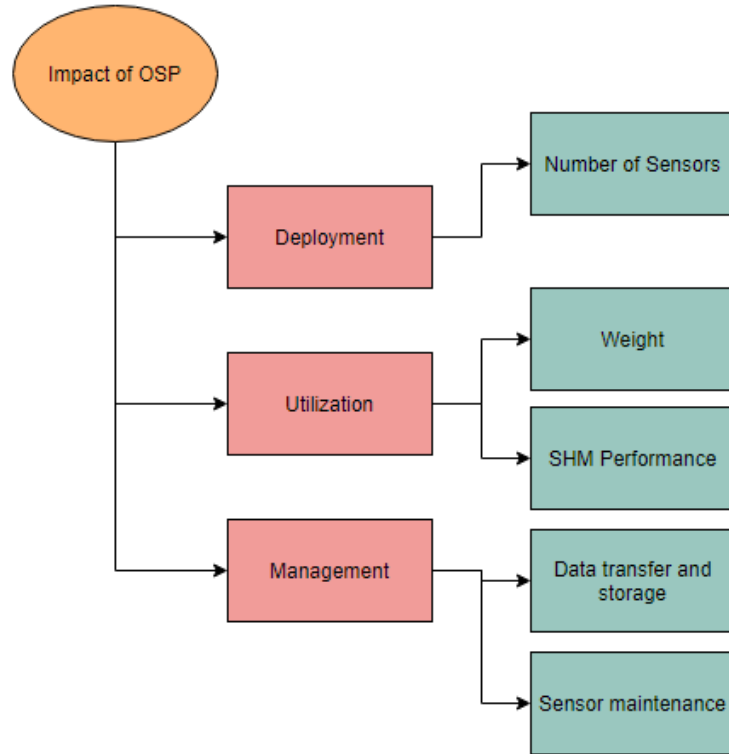 Impact of OSP
Number of Sensors
Deployment
Weight
Utilization
SHM Performance
Management
Data transfer and
storage
Sensor maintenance